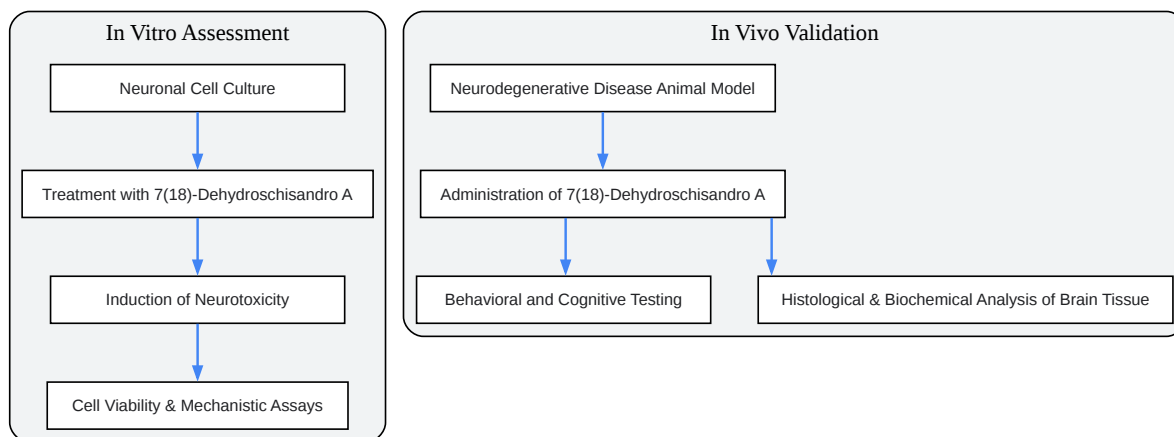 In Vitro Assessment
Neuronal Cell Culture
Treatment with 7(18)-Dehydroschisandro A
Induction of Neurotoxicity
Cell Viability & Mechanistic Assays
In Vivo Validation
Neurodegenerative Disease Animal Model
Administration of 7(18)-Dehydroschisandro A
Behavioral and Cognitive Testing
Histological & Biochemical Analysis of Brain Tissue